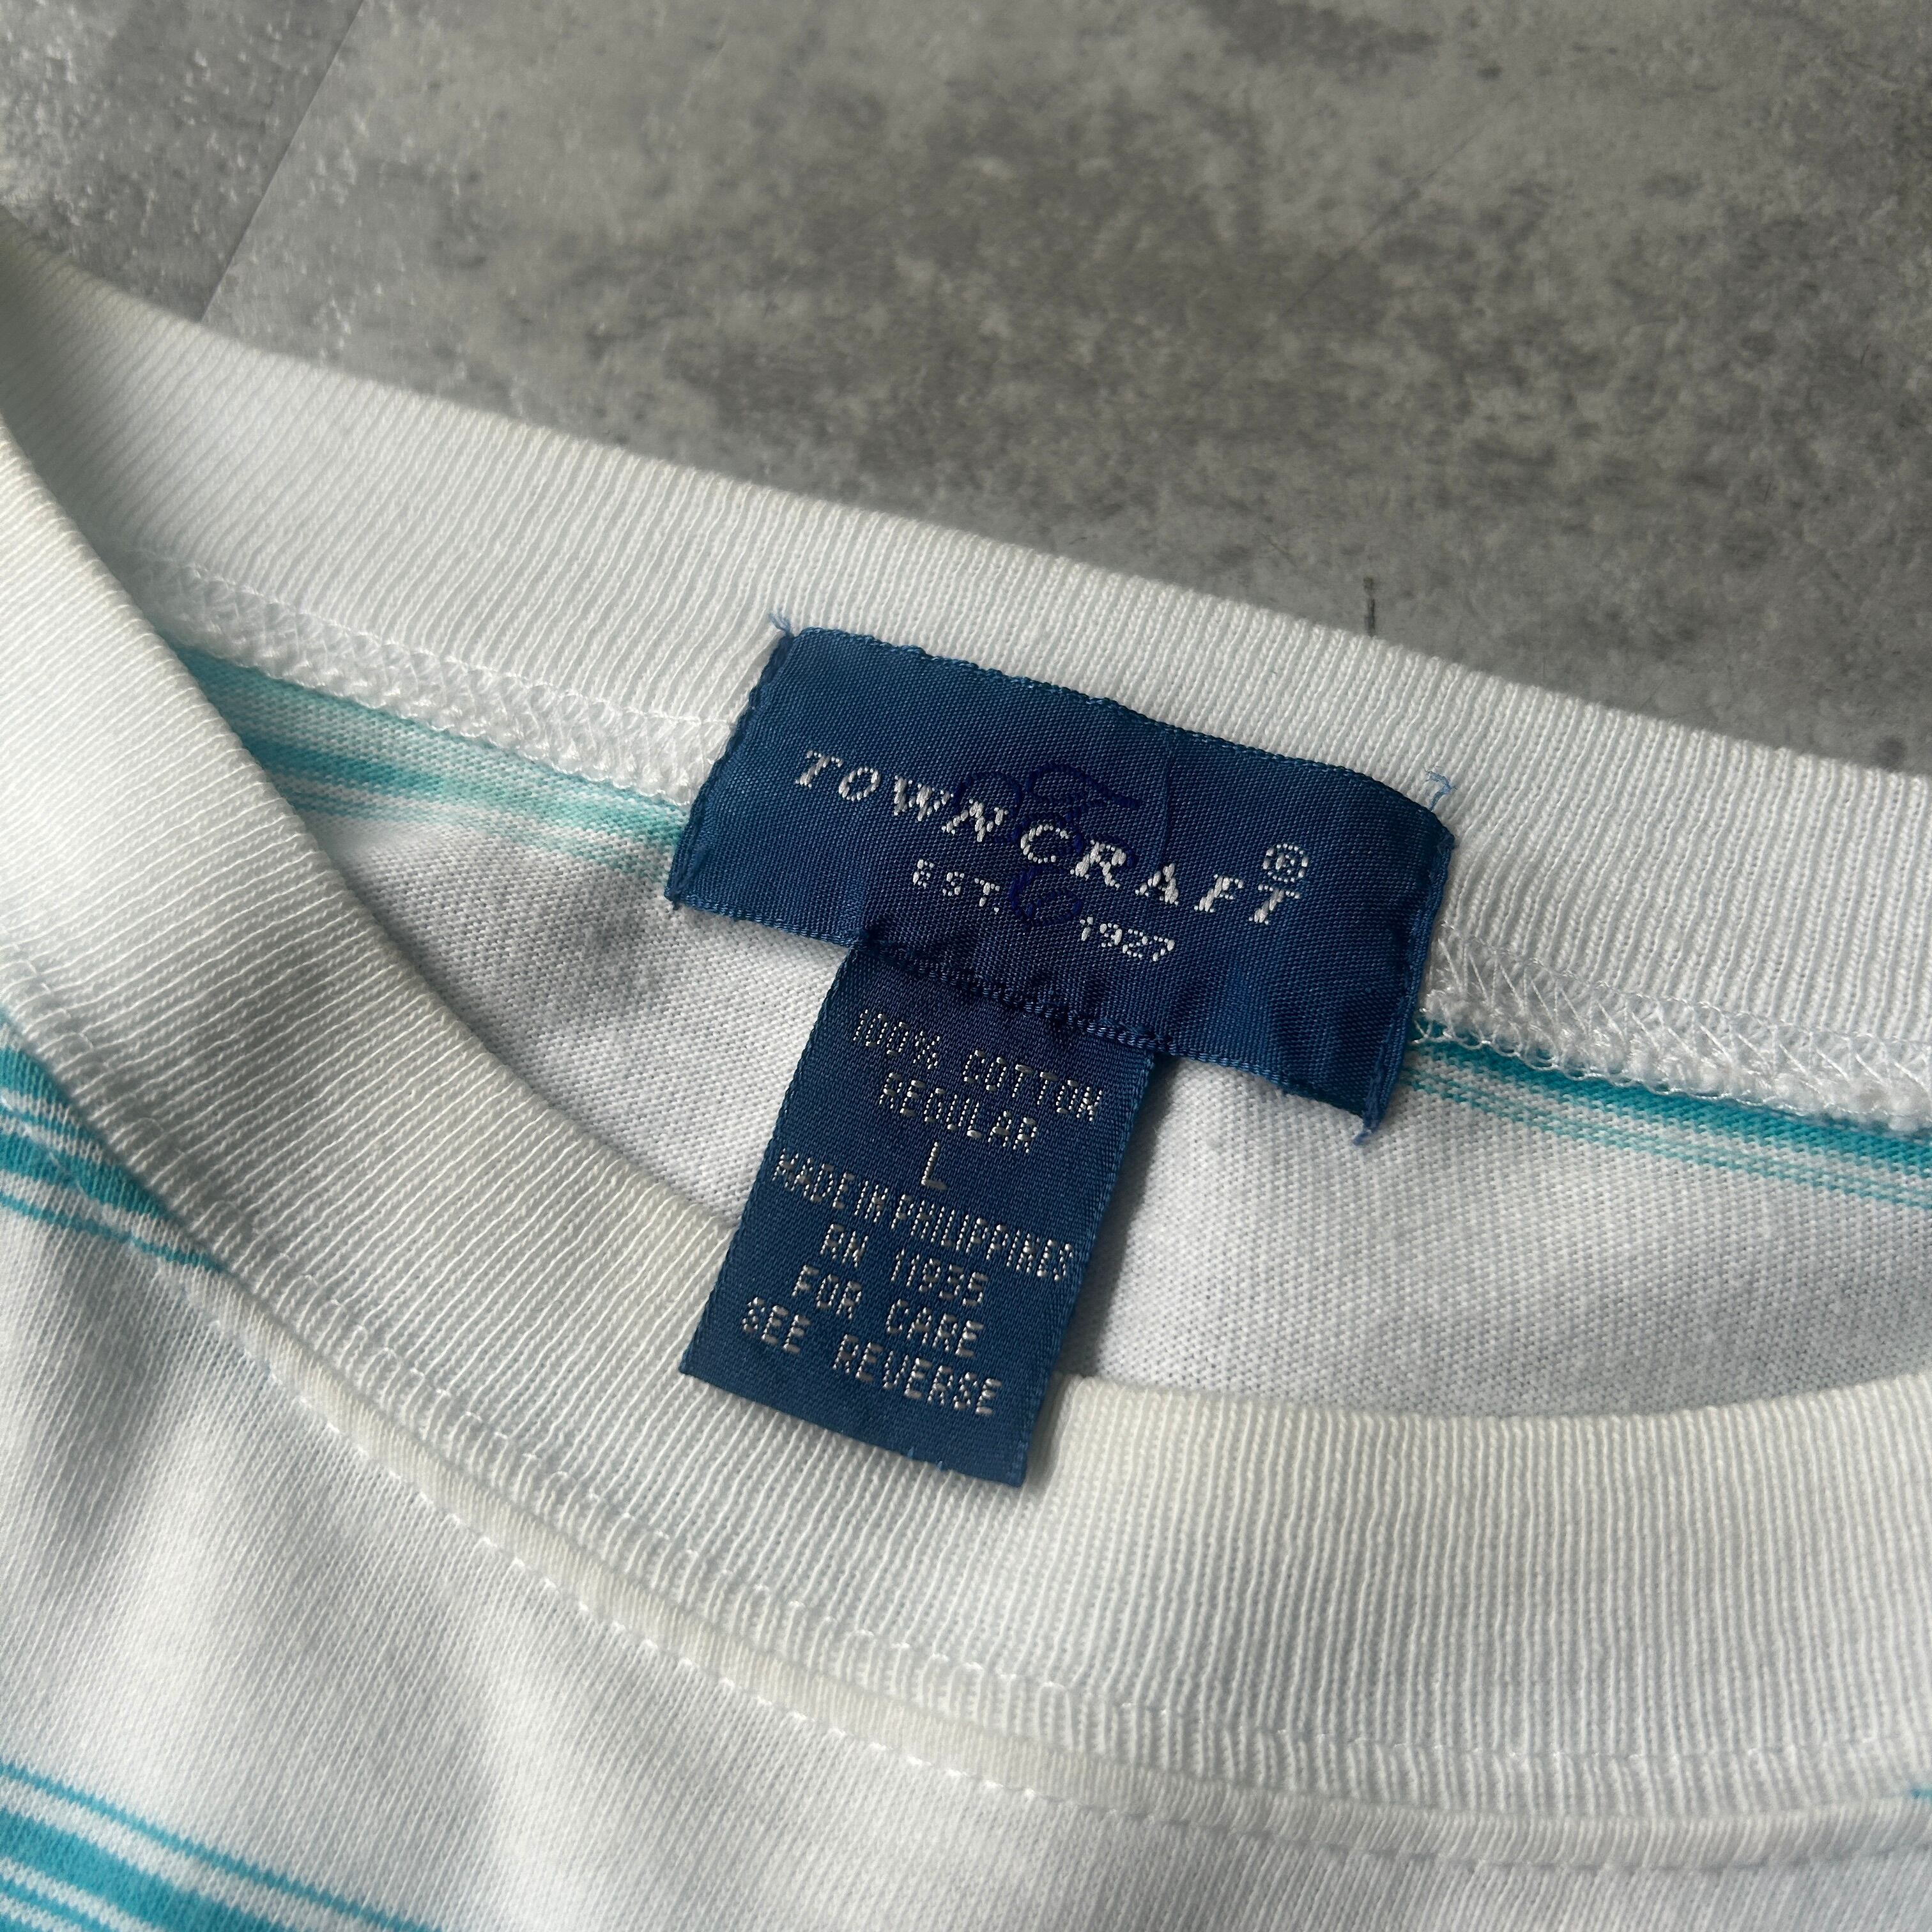 TOWNCRAFT®
EST. 1927
100% COTTON
REGULAR
L
MADE IN PHILIPPINES
RN 11935
FOR CARE
SEE REVERSE